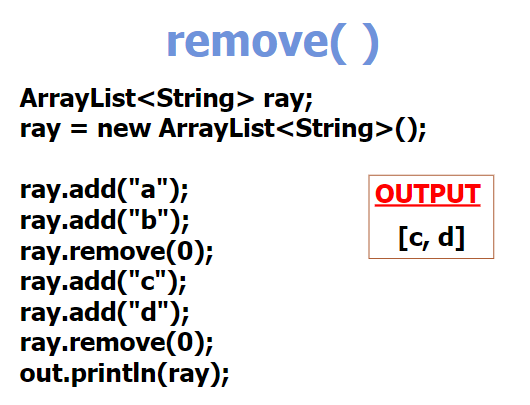 remove( )
ArrayList<String> ray;
ray = new ArrayList<String>();
ray.add("a");
ray.add("b");
ray.remove(0);
ray.add("c");
ray.add("d");
ray.remove(0);
out.println(ray);
OUTPUT
[c, d]